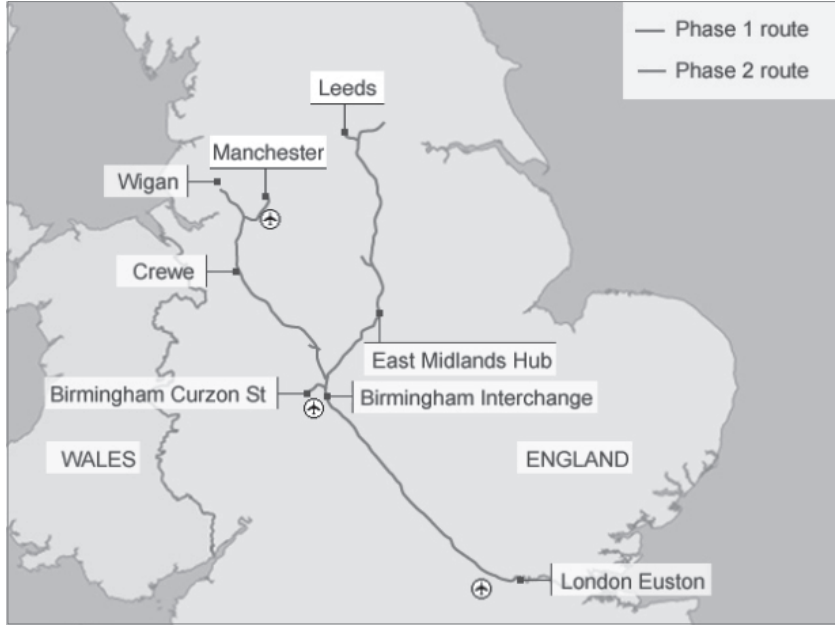 Phase 1 route
Phase 2 route
Leeds
Manchester
Wigan
Crewe
East Midlands Hub
Birmingham Curzon St
Birmingham Interchange
WALES
ENGLAND
London Euston